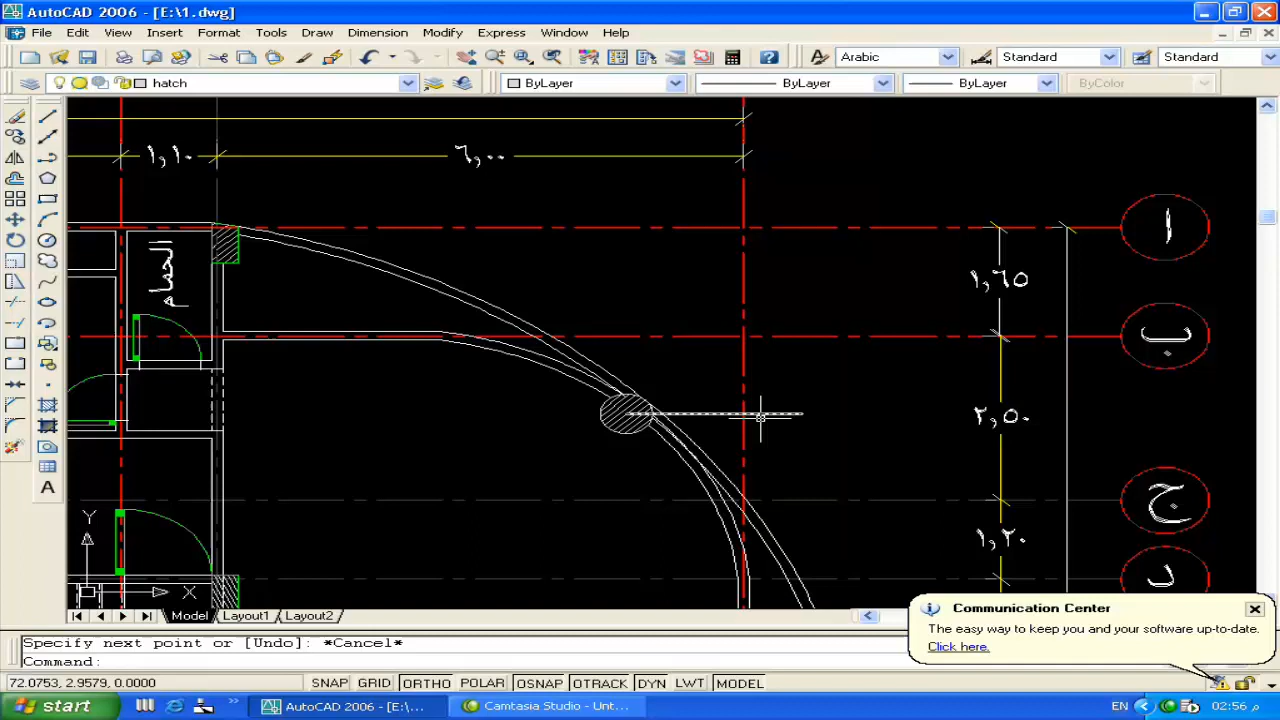 AutoCAD 2006 - [E:\1.dwg]
File Edit View Insert Format Tools Draw Dimension Modify Express Window Help
Arabic Standard Standard
hatch ByLayer ByLayer ByLayer ByColor
١,١٠ ٦,٠٠
ا
الحمام
١,٦٥
ب
٢,٥٠
ج
Y
١,٢٠
د
X
Model Layout1 Layout2
Communication Center
The easy way to keep you and your software up-to-date.
Click here.
Specify next point or [Undo]: *Cancel*
Command:
72.0753, 2.9579, 0.0000 SNAP GRID ORTHO POLAR OSNAP OTRACK DYN LWT MODEL
start AutoCAD 2006 - [E:\... Camtasia Studio - Unt... EN 02:56 م